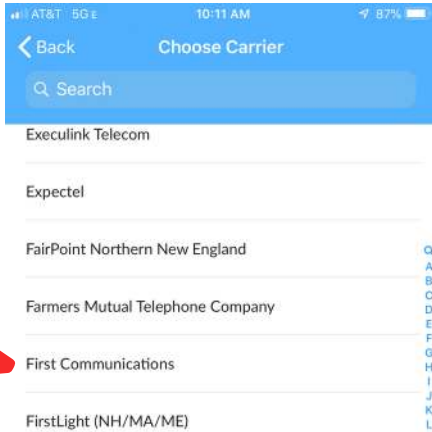 AT&T 5GE 10:11 AM 87%
Back Choose Carrier
Search
Execulink Telecom
Expectel
FairPoint Northern New England
Farmers Mutual Telephone Company
First Communications
FirstLight (NH/MA/ME)
A
B
C
D
E
F
G
H
I
J
K
L